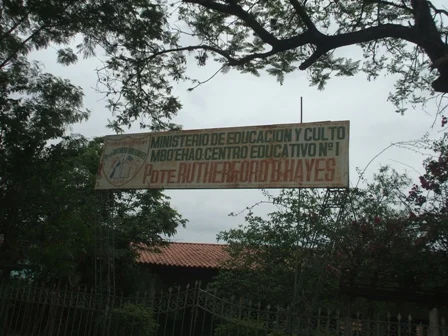 MINISTERIO DE EDUCACION Y CULTO
MBO'EHAO.CENTRO EDUCATIVO Nº 1
PDTE RUTHERFORD B HAYES